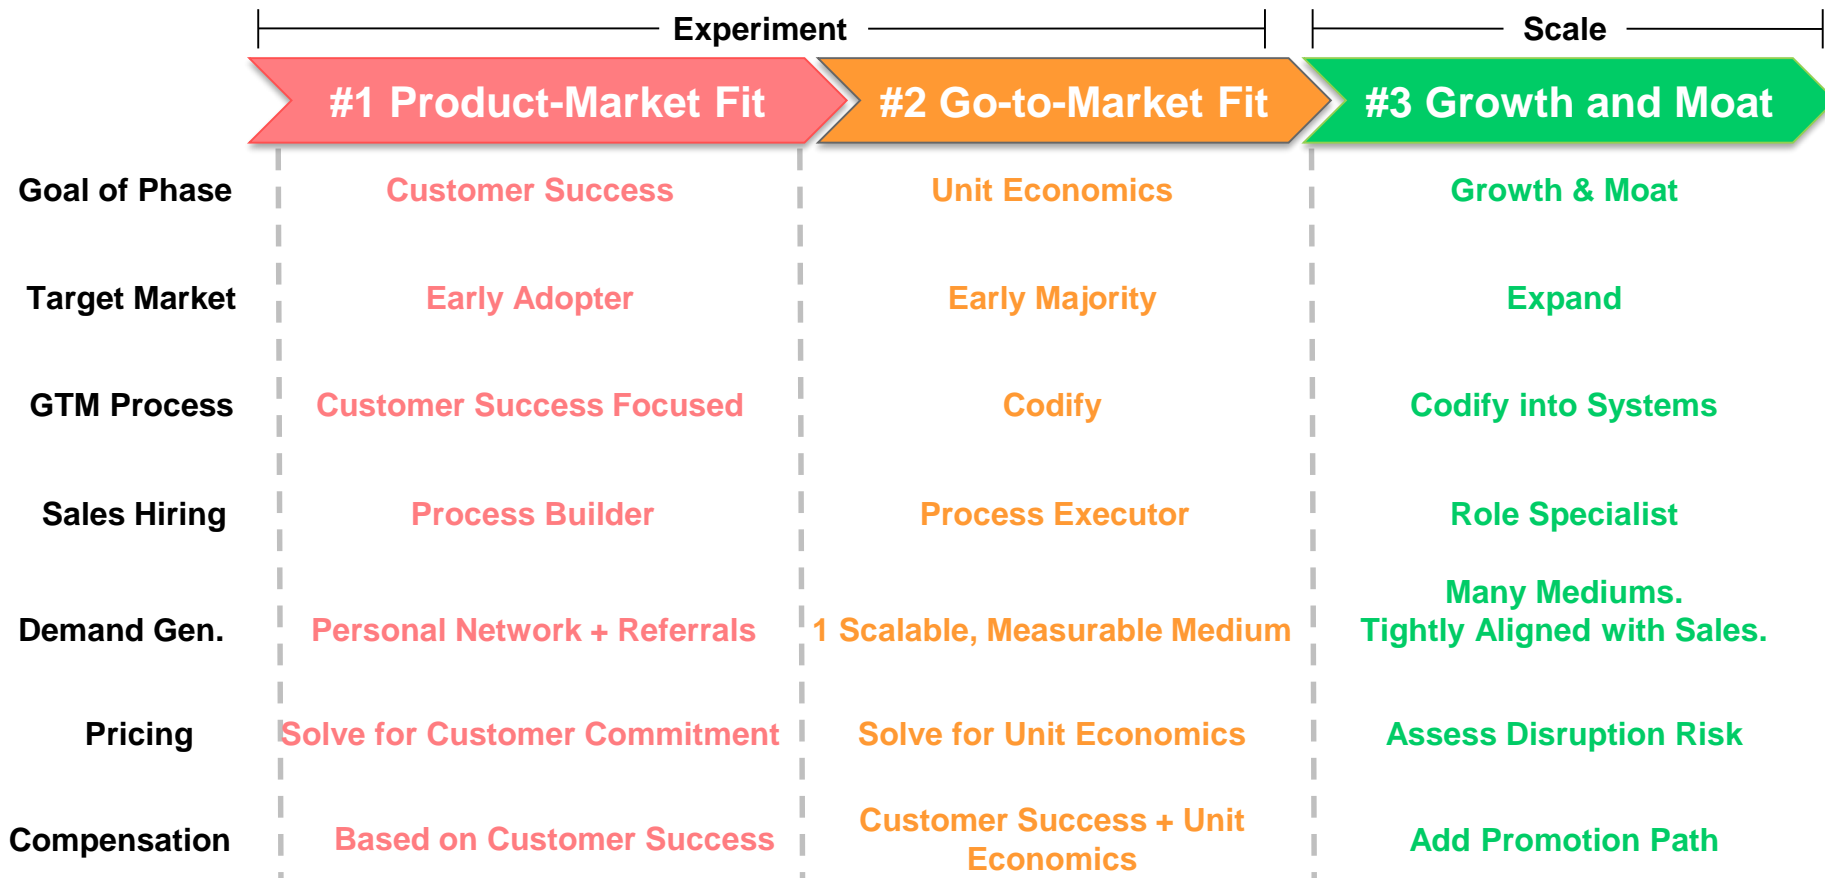 Experiment
Scale
#1 Product-Market Fit
#2 Go-to-Market Fit
#3 Growth and Moat
Goal of Phase
Customer Success
Unit Economics
Growth & Moat
Target Market
Early Adopter
Early Majority
Expand
GTM Process
Customer Success Focused
Codify
Codify into Systems
Sales Hiring
Process Builder
Process Executor
Role Specialist
Demand Gen.
Personal Network + Referrals
1 Scalable, Measurable Medium
Many Mediums.
Tightly Aligned with Sales.
Pricing
Solve for Customer Commitment
Solve for Unit Economics
Assess Disruption Risk
Compensation
Based on Customer Success
Customer Success + Unit
Economics
Add Promotion Path